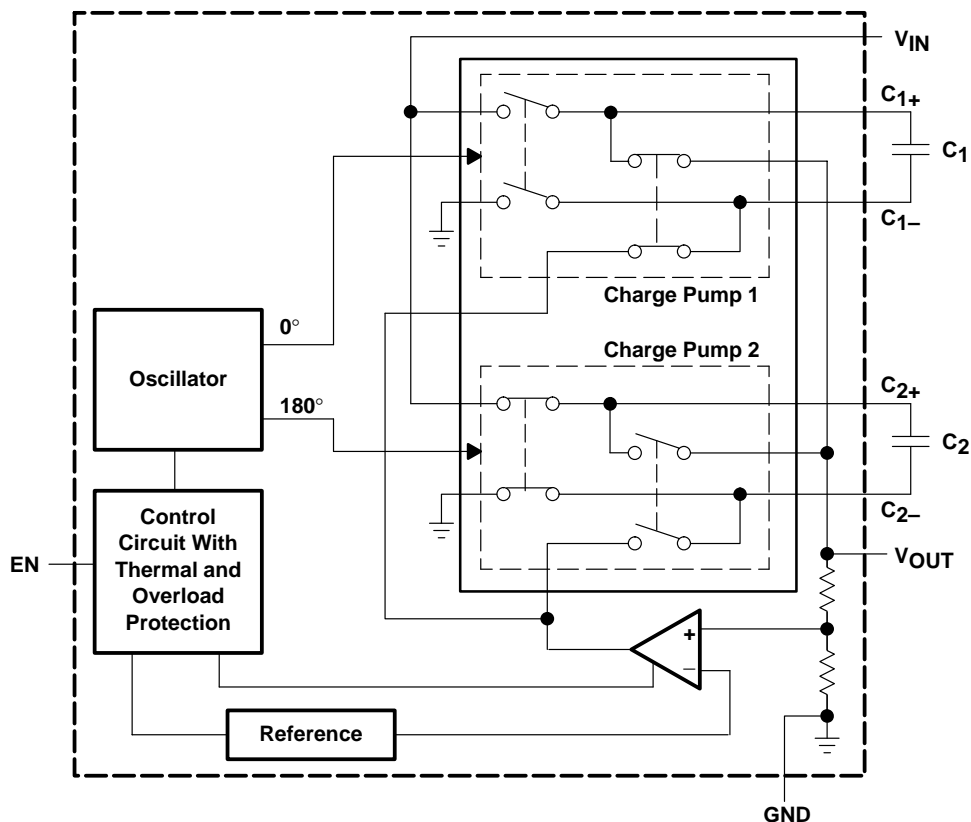 VIN
C1+
C1
C1–
Charge Pump 1
0°
Charge Pump 2
Oscillator
180°
C2+
C2
C2–
Control
Circuit With
Thermal and
Overload
Protection
EN
VOUT
+
–
Reference
GND